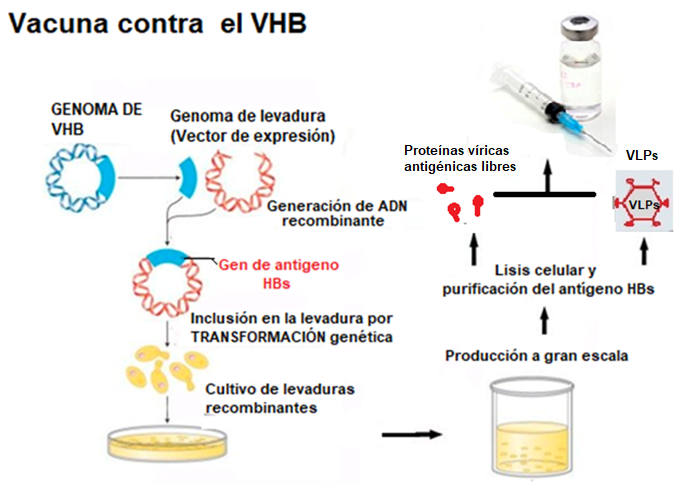 Vacuna contra el VHB
GENOMA DE
VHB
Genoma de levadura
(Vector de expresión)
Generación de ADN
recombinante
Gen de antigeno
HBs
Inclusión en la levadura por
TRANSFORMACIÓN genética
Cultivo de levaduras
recombinantes
Proteínas víricas
antigénicas libres
VLPs
VLPs
Lisis celular y
purificación del antígeno HBs
Producción a gran escala